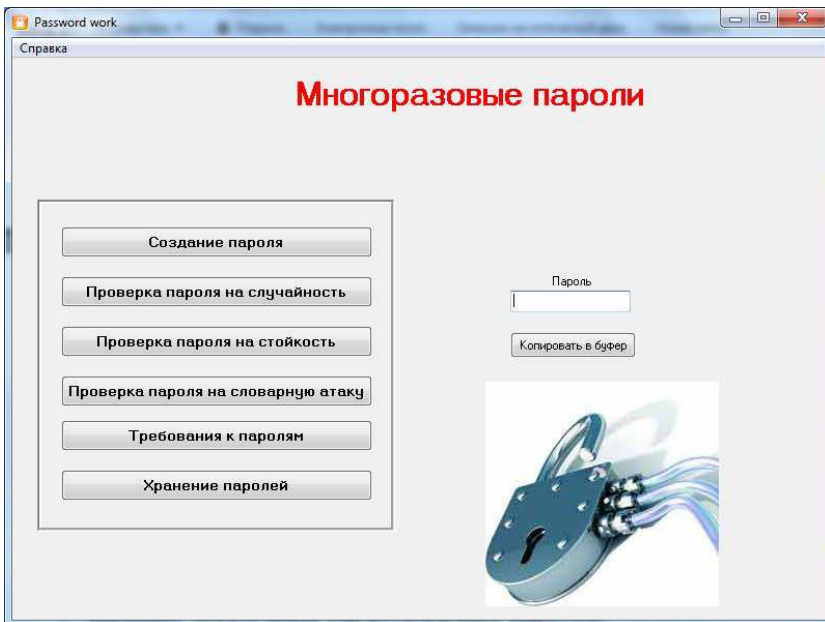 Password work
Справка
Многоразовые пароли
Создание пароля
Проверка пароля на случайность
Проверка пароля на стойкость
Проверка пароля на словарную атаку
Требования к паролям
Хранение паролей
Пароль
Копировать в буфер